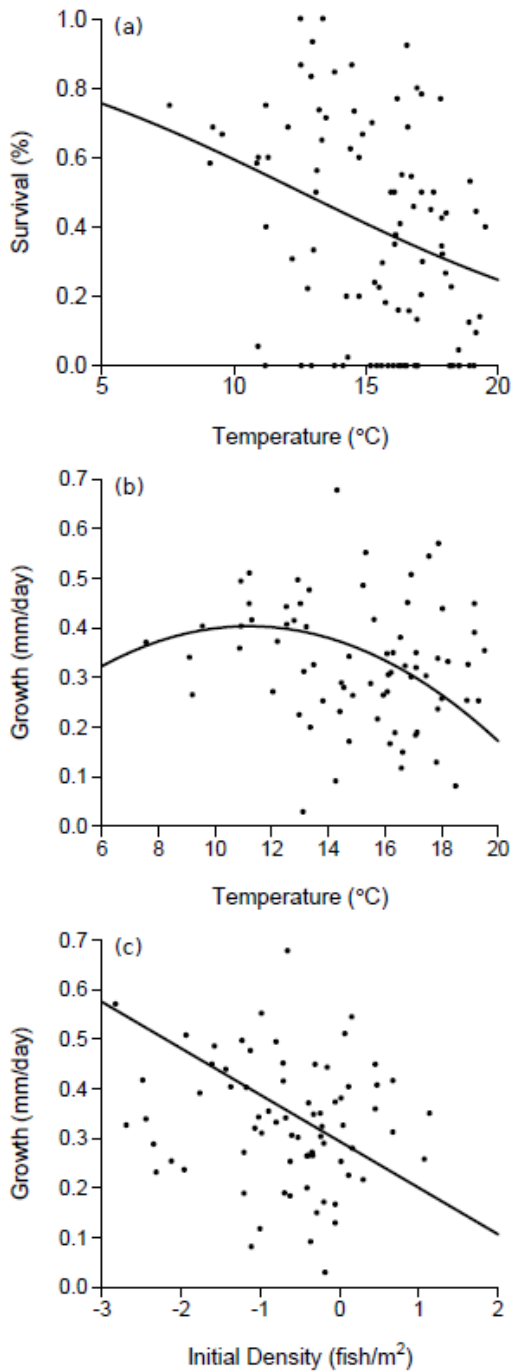 (a)
1.0
0.8
0.6
0.4
0.2
0.0
Survival (%)
5 10 15 20
Temperature (°C)
(b)
0.7
0.6
0.5
0.4
0.3
0.2
0.1
0.0
Growth (mm/day)
6 8 10 12 14 16 18 20
Temperature (°C)
(c)
0.7
0.6
0.5
0.4
0.3
0.2
0.1
0.0
Growth (mm/day)
-3 -2 -1 0 1 2
Initial Density (fish/m²)